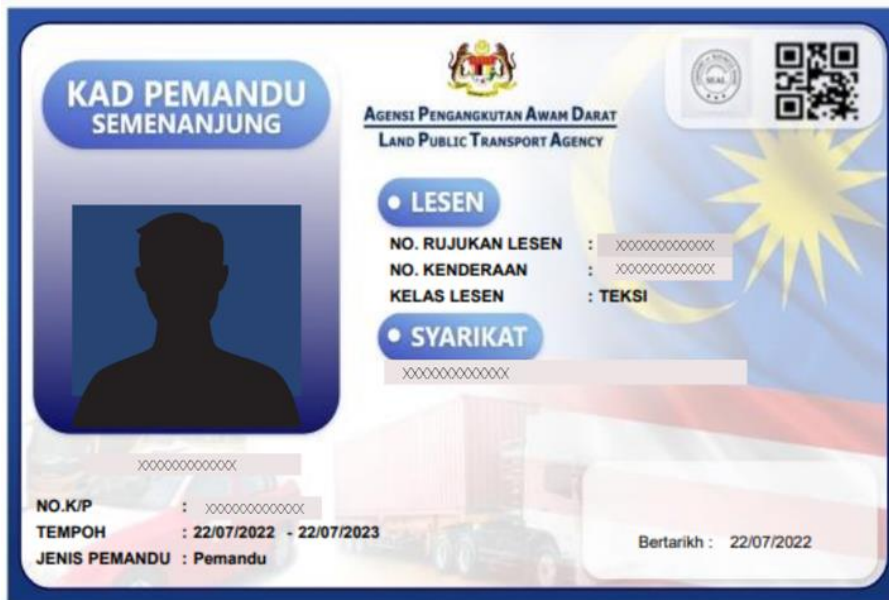 KAD PEMANDU
SEMENANJUNG
AGENSI PENGANGKUTAN AWAM DARAT
LAND PUBLIC TRANSPORT AGENCY
SEAL
• LESEN
NO. RUJUKAN LESEN : XXXXXXXXXXXXX
NO. KENDERAAN : XXXXXXXXXXXXX
KELAS LESEN : TEKSI
• SYARIKAT
XXXXXXXXXXXXX
XXXXXXXXXXXXX
NO.K/P : XXXXXXXXXXXXX
TEMPOH : 22/07/2022 - 22/07/2023
JENIS PEMANDU : Pemandu
Bertarikh : 22/07/2022